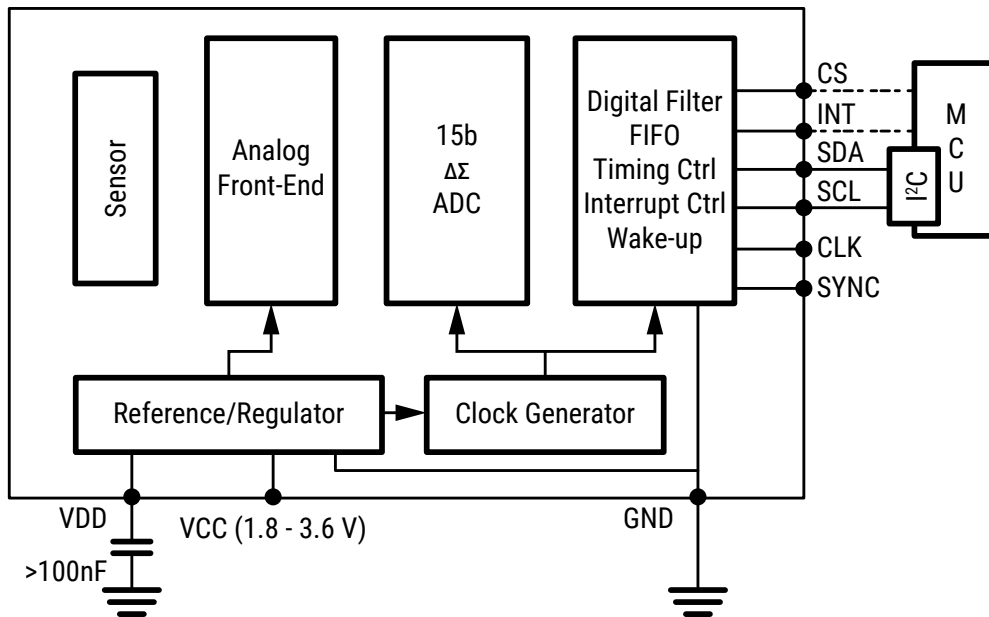 Sensor
Analog
Front-End
15b
ΔΣ
ADC
Digital Filter
FIFO
Timing Ctrl
Interrupt Ctrl
Wake-up
CS
INT
SDA
SCL
CLK
SYNC
I²C
M
C
U
Reference/Regulator
Clock Generator
VDD
VCC (1.8 - 3.6 V)
GND
>100nF